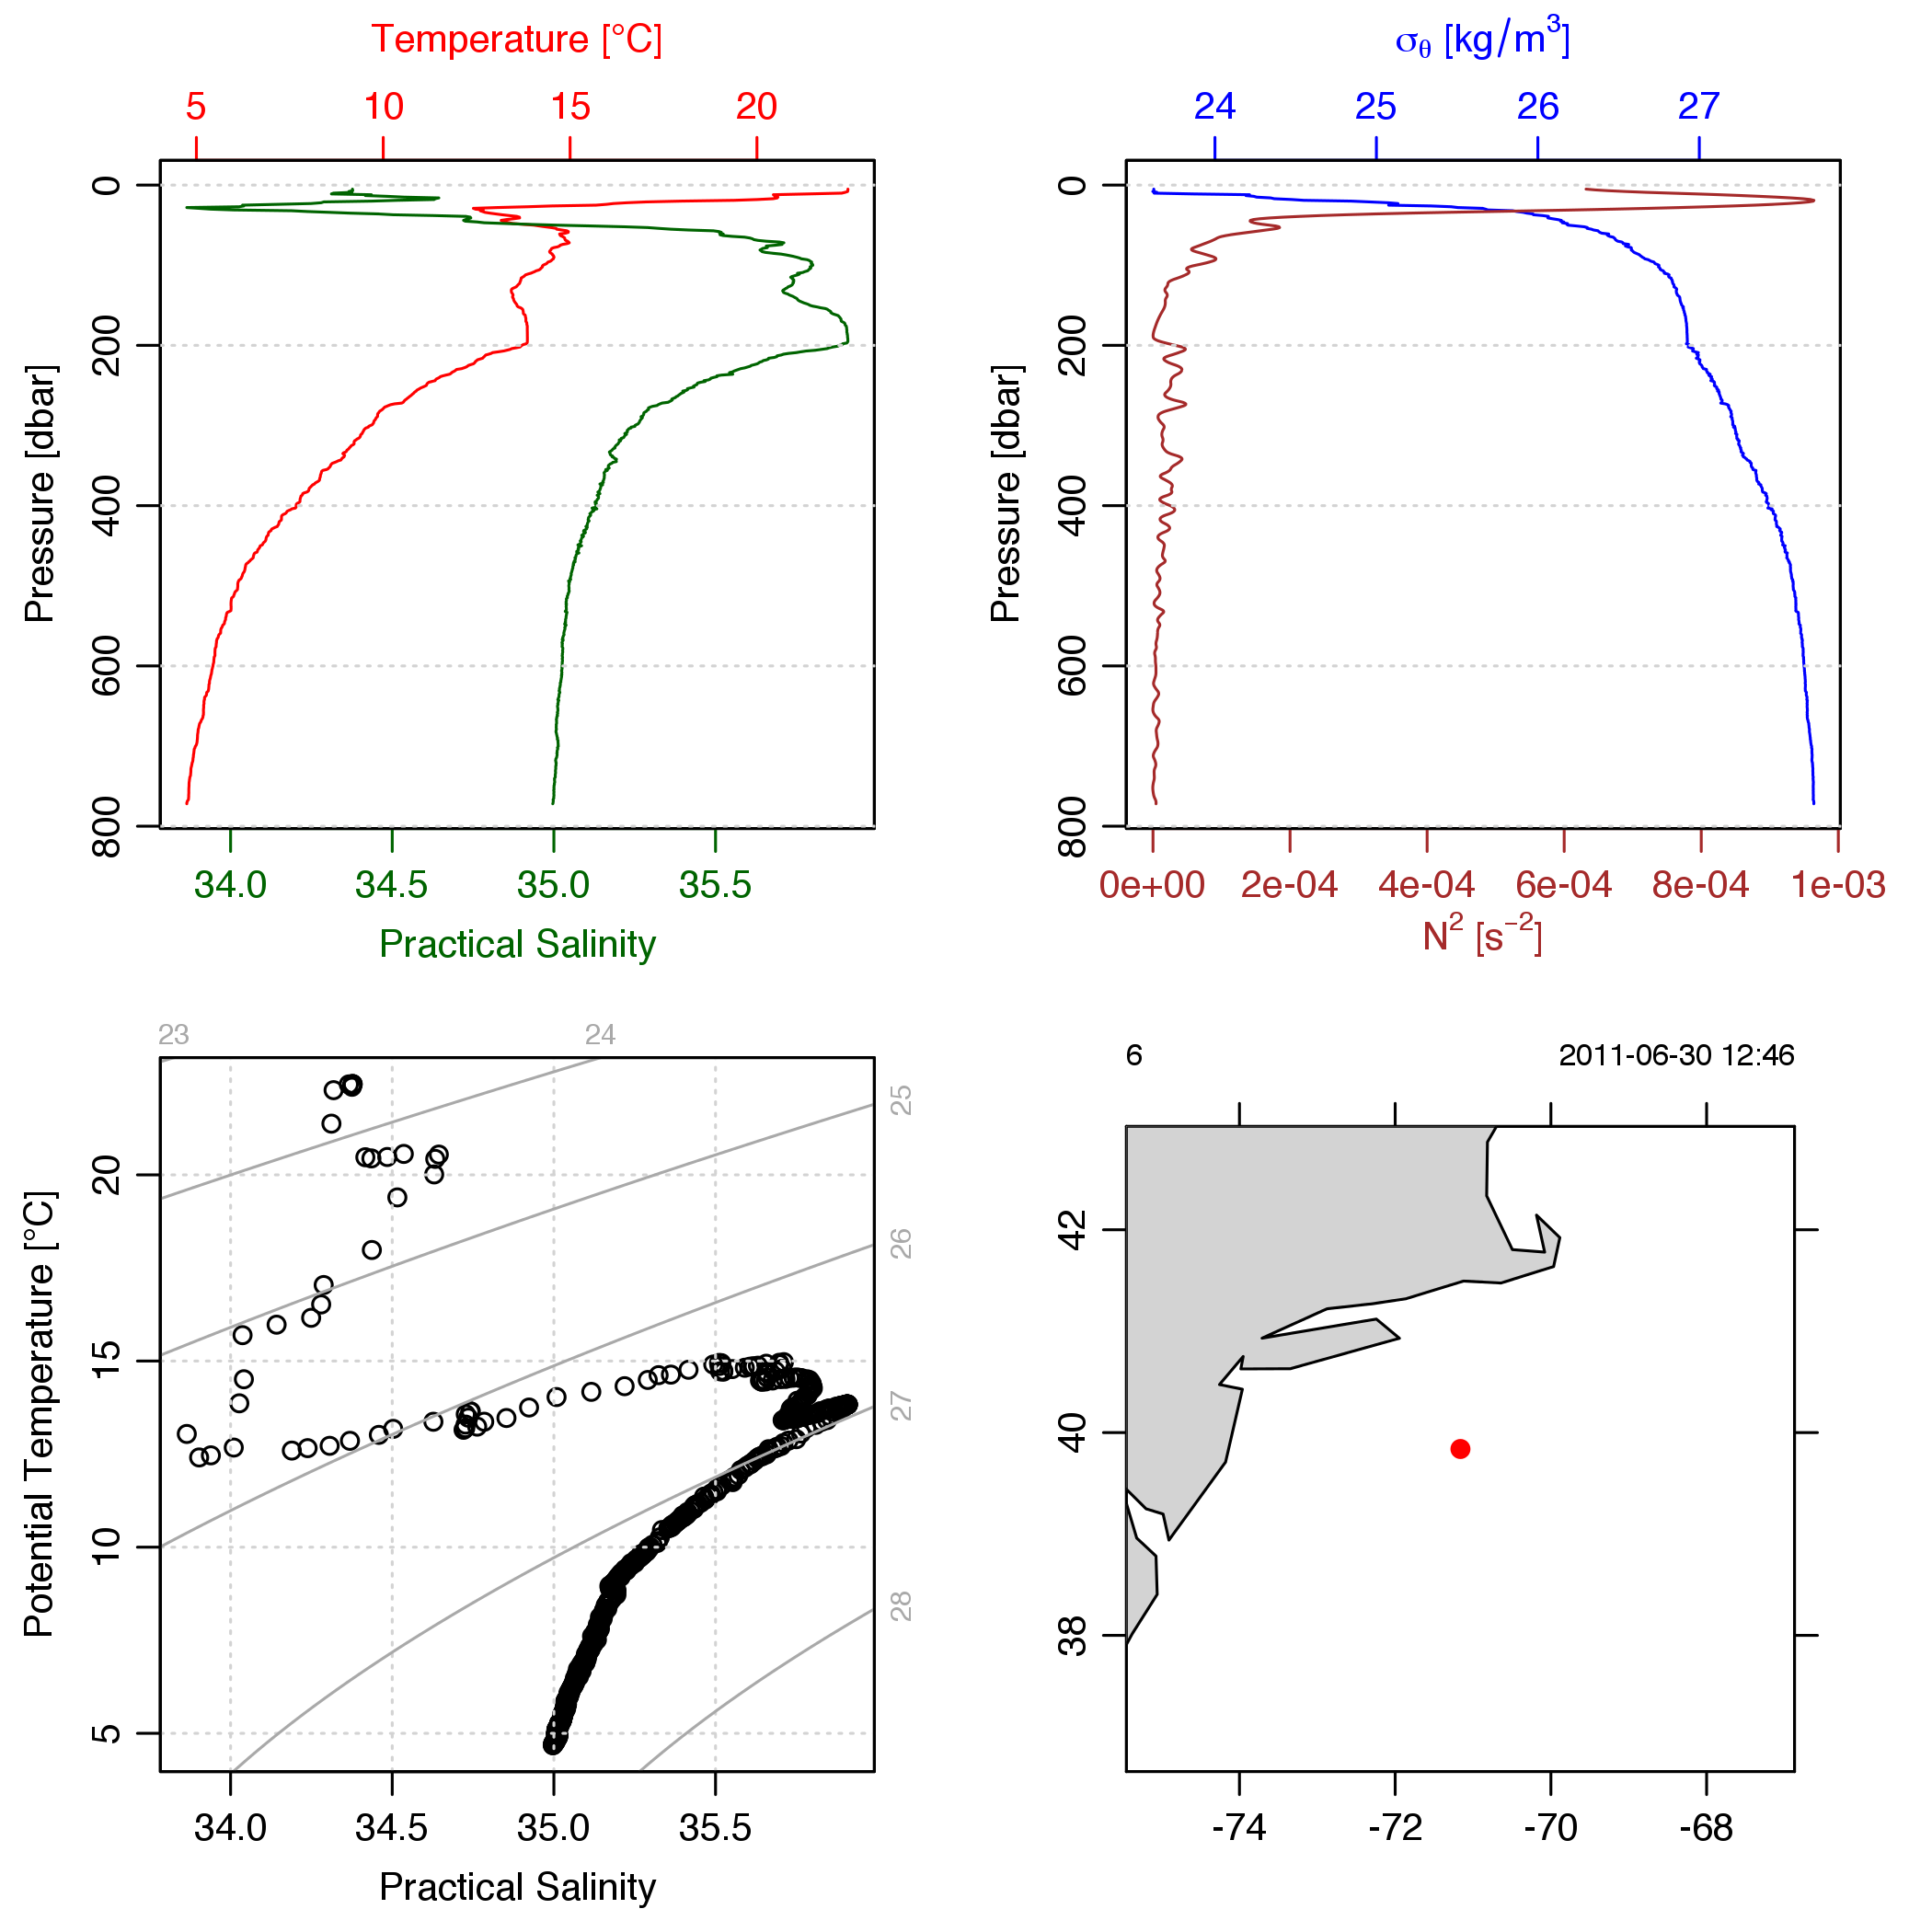 Temperature [°C]
5 10 15 20
Pressure [dbar]
0
200
400
600
800
34.0 34.5 35.0 35.5
Practical Salinity
σθ [kg/m³]
24 25 26 27
Pressure [dbar]
0
200
400
600
800
0e+00 2e-04 4e-04 6e-04 8e-04 1e-03
N² [s⁻²]
23 24
25
26
27
28
Potential Temperature [°C]
20
15
10
5
34.0 34.5 35.0 35.5
Practical Salinity
6 2011-06-30 12:46
42
40
38
-74 -72 -70 -68